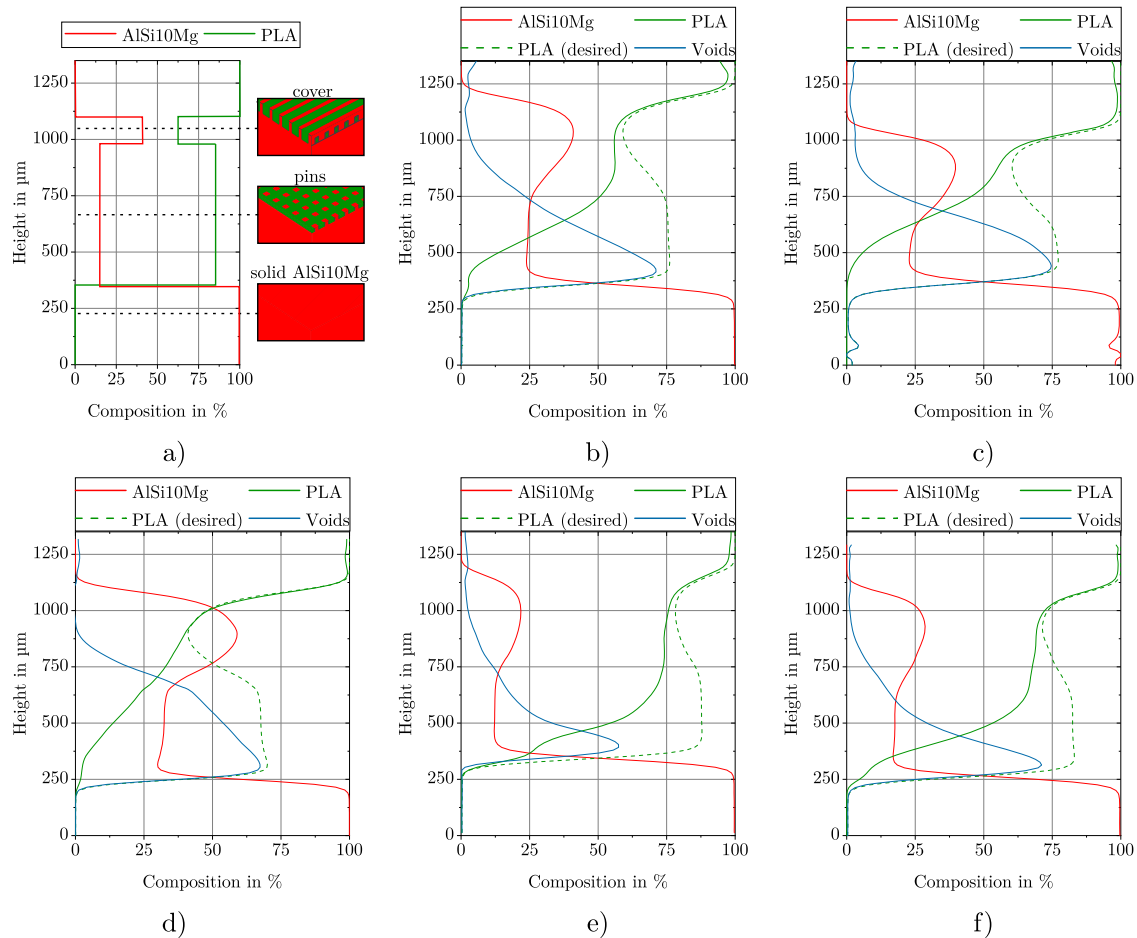 AlSi10Mg PLA
1250
1000
750
500
250
0
Height in µm
0 25 50 75 100
Composition in %
cover
pins
solid AlSi10Mg
a)
AlSi10Mg PLA
PLA (desired) Voids
1250
1000
750
500
250
0
Height in µm
0 25 50 75 100
Composition in %
b)
AlSi10Mg PLA
PLA (desired) Voids
1250
1000
750
500
250
0
Height in µm
0 25 50 75 100
Composition in %
c)
AlSi10Mg PLA
PLA (desired) Voids
1250
1000
750
500
250
0
Height in µm
0 25 50 75 100
Composition in %
d)
AlSi10Mg PLA
PLA (desired) Voids
1250
1000
750
500
250
0
Height in µm
0 25 50 75 100
Composition in %
e)
AlSi10Mg PLA
PLA (desired) Voids
1250
1000
750
500
250
0
Height in µm
0 25 50 75 100
Composition in %
f)